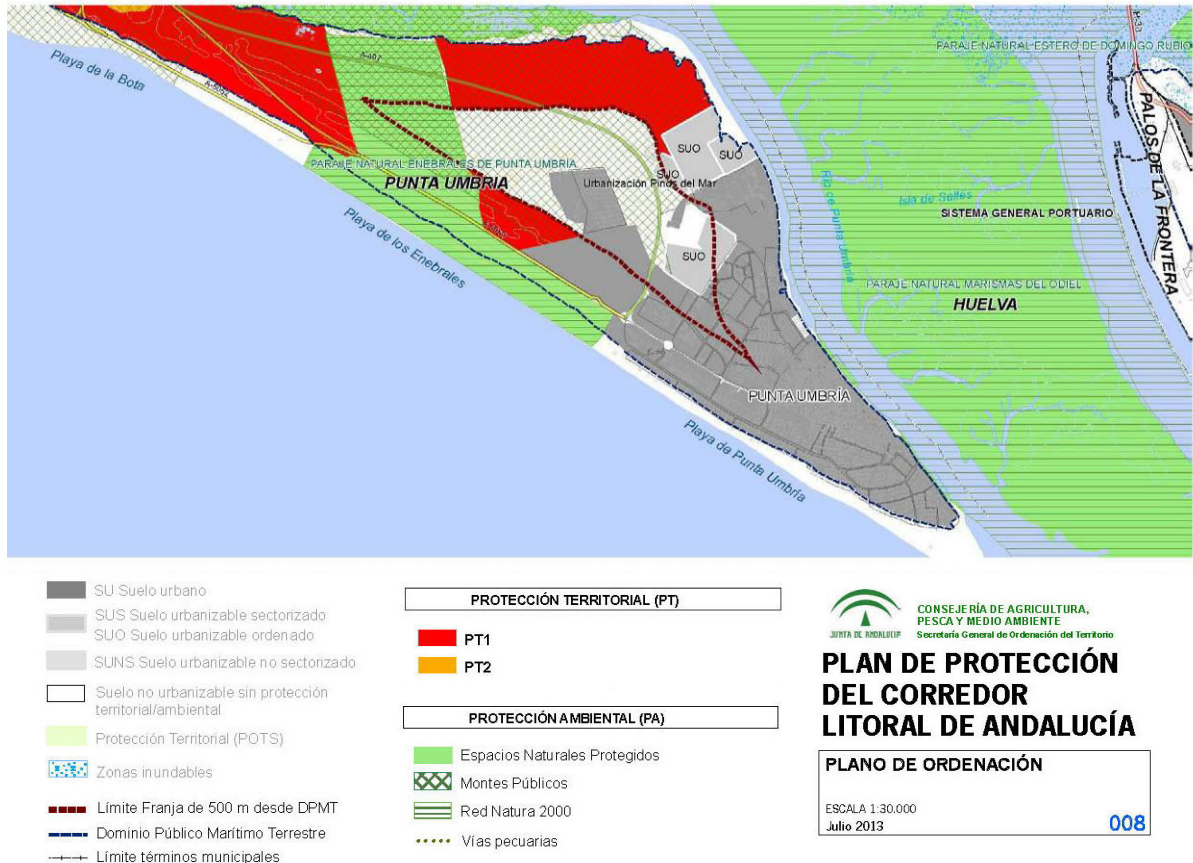 PARAJE NATURAL ESTERO DE DOMINGO RUBIO
Playa de la Bota
A-5052
A-497
PALOS DE LA FRONTERA
SUO
SUO
SUO
PARAJE NATURAL ENEBRALES DE PUNTA UMBRÍA
PUNTA UMBRÍA
Urbanización Pinos del Mar
Río de Punta Umbría
Isla de Saltés
SISTEMA GENERAL PORTUARIO
Playa de los Enebrales
SUO
PARAJE NATURAL MARISMAS DEL ODIEL
HUELVA
PUNTA UMBRÍA
Playa de Punta Umbría
SU Suelo urbano
SUS Suelo urbanizable sectorizado
SUO Suelo urbanizable ordenado
SUNS Suelo urbanizable no sectorizado
Suelo no urbanizable sin protección
territorial/ambiental
Protección Territorial (POTS)
Zonas inundables
Límite Franja de 500 m desde DPMT
Dominio Público Marítimo Terrestre
Límite términos municipales
PROTECCIÓN TERRITORIAL (PT)
PT1
PT2
PROTECCIÓN AMBIENTAL (PA)
Espacios Naturales Protegidos
Montes Públicos
Red Natura 2000
Vías pecuarias
JUNTA DE ANDALUCIA
CONSEJERÍA DE AGRICULTURA,
PESCA Y MEDIO AMBIENTE
Secretaría General de Ordenación del Territorio
PLAN DE PROTECCIÓN
DEL CORREDOR
LITORAL DE ANDALUCÍA
PLANO DE ORDENACIÓN
ESCALA 1:30.000
Julio 2013
008